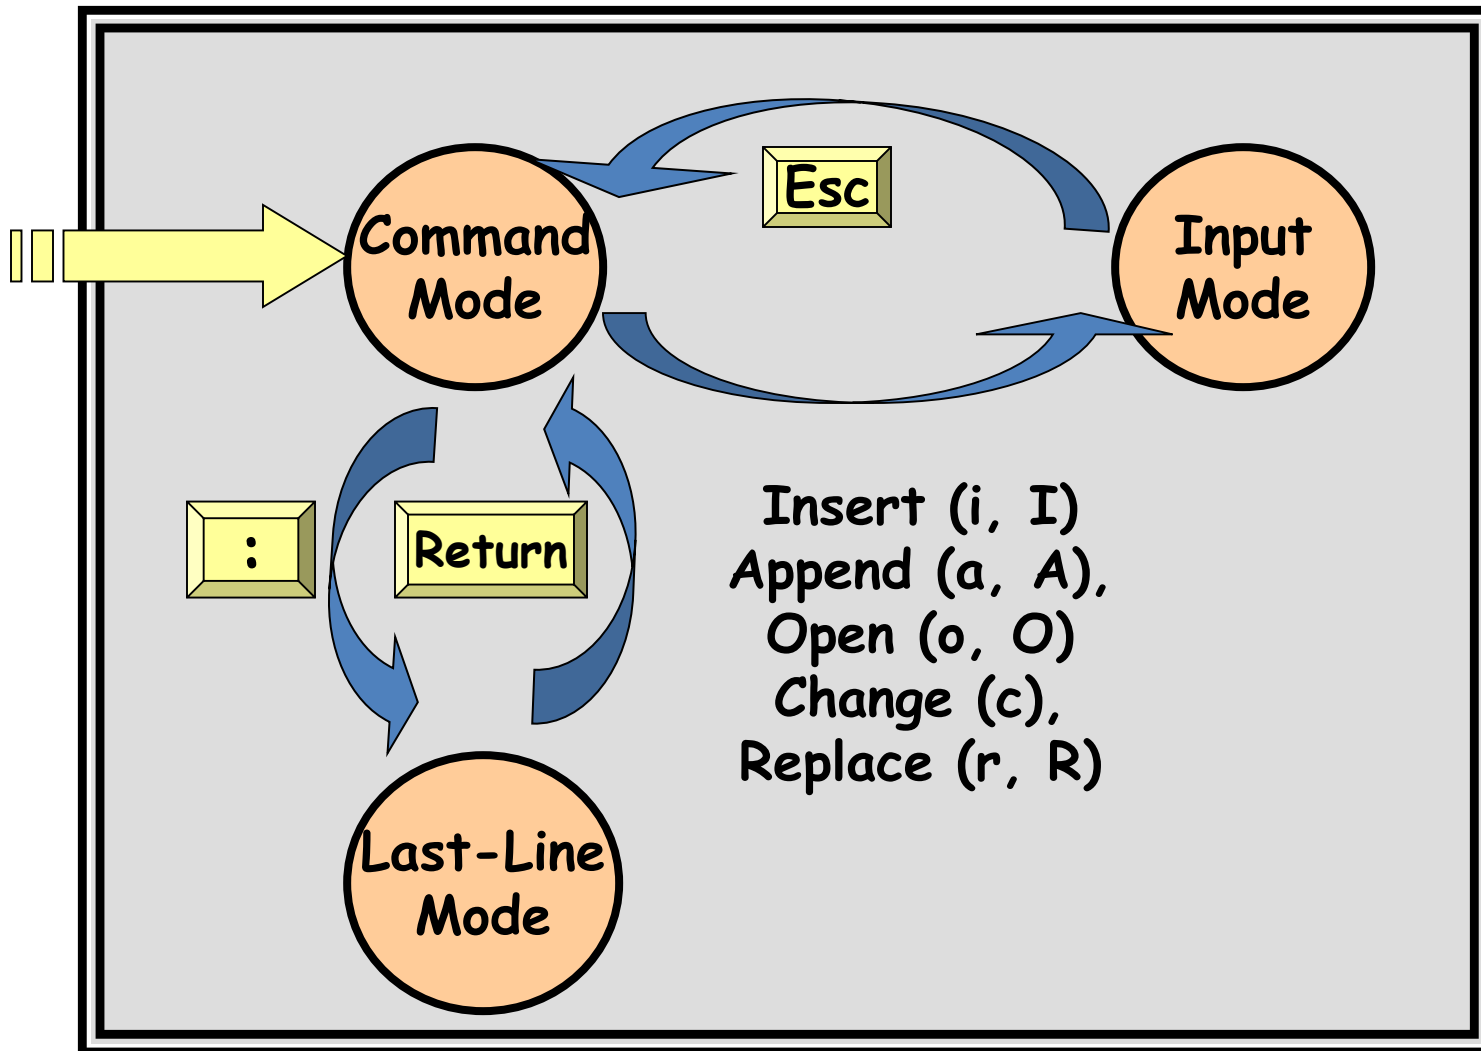 Esc
Command
Mode
Input
Mode
:
Return
Insert (i, I)
Append (a, A),
Open (o, O)
Change (c),
Replace (r, R)
Last-Line
Mode